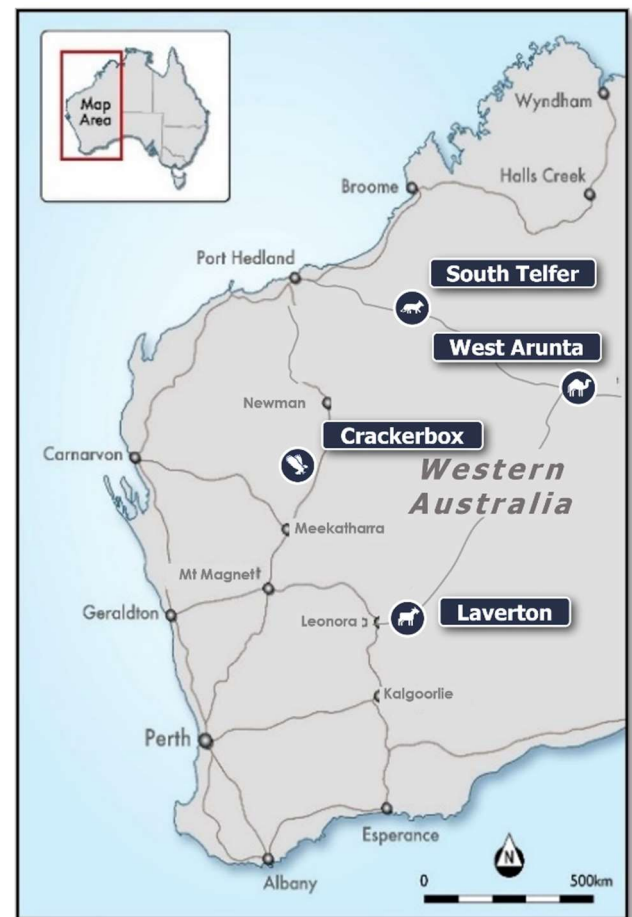 Map
Area
Wyndham
Broome
Halls Creek
Port Hedland
South Telfer
West Arunta
Newman
Crackerbox
Carnarvon
Western
Australia
Meekatharra
Mt Magnett
Geraldton
Leonora
Laverton
Kalgoorlie
Perth
Esperance
Albany
N
0
500km